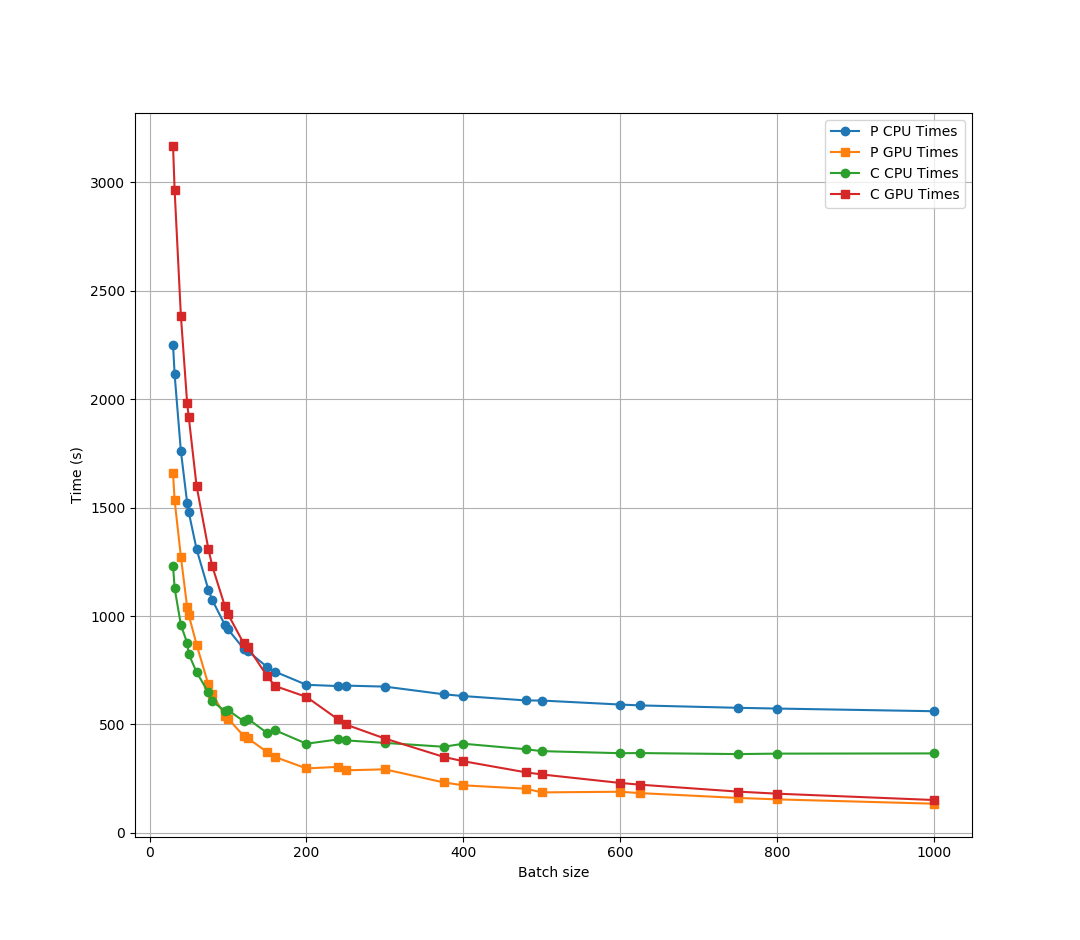 P CPU Times
P GPU Times
C CPU Times
C GPU Times
3000
2500
2000
1500
1000
500
0
Time (s)
0 200 400 600 800 1000
Batch size